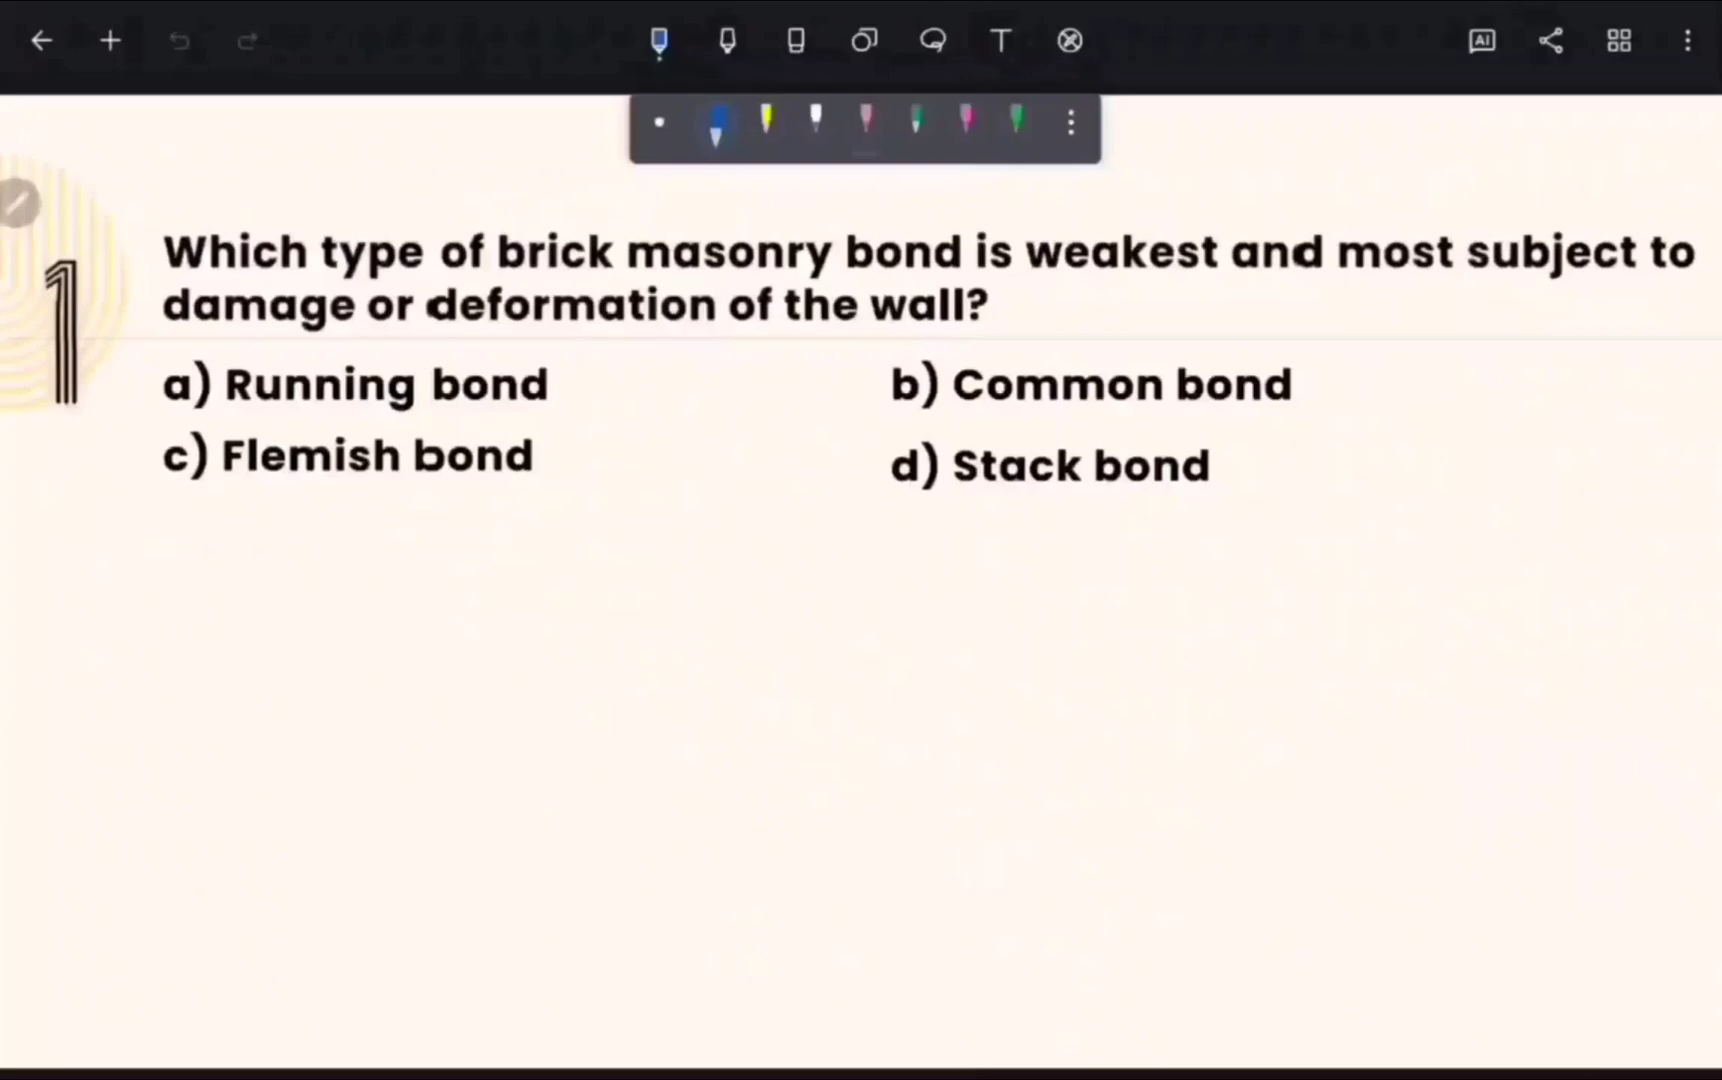 AI
1
Which type of brick masonry bond is weakest and most subject to
damage or deformation of the wall?
a) Running bond
b) Common bond
c) Flemish bond
d) Stack bond